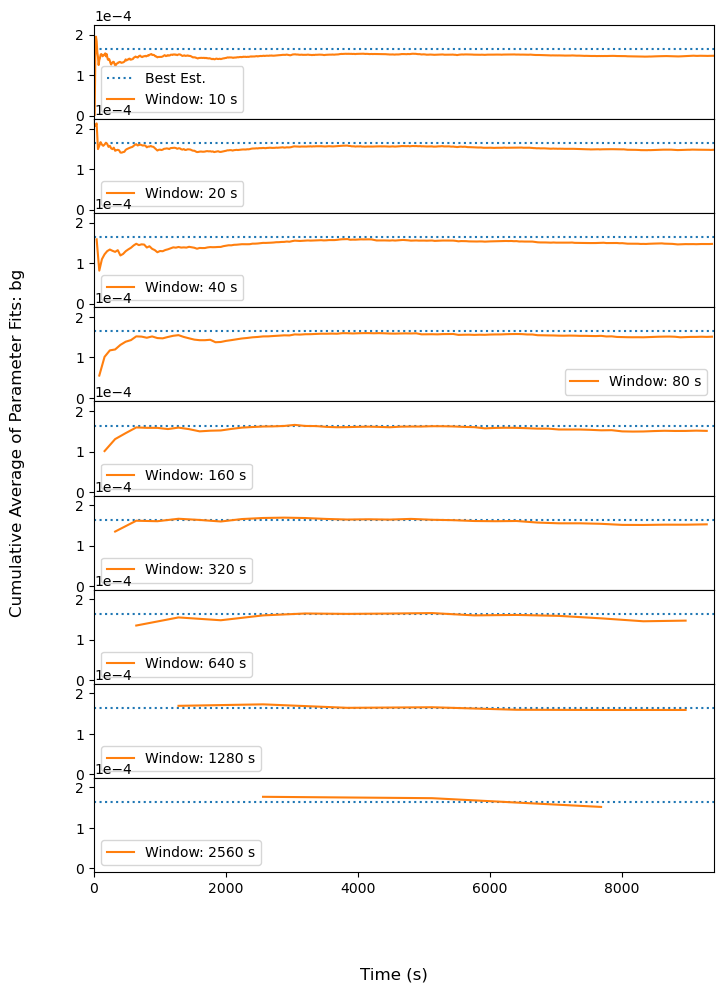 1e−4
2
1
0
Best Est.
Window: 10 s
1e−4
2
1
0
Window: 20 s
1e−4
2
1
0
Window: 40 s
1e−4
2
1
0
Window: 80 s
1e−4
2
1
0
Window: 160 s
1e−4
2
1
0
Window: 320 s
1e−4
2
1
0
Window: 640 s
1e−4
2
1
0
Window: 1280 s
1e−4
2
1
0
Window: 2560 s
0 2000 4000 6000 8000
Time (s)
Cumulative Average of Parameter Fits: bg